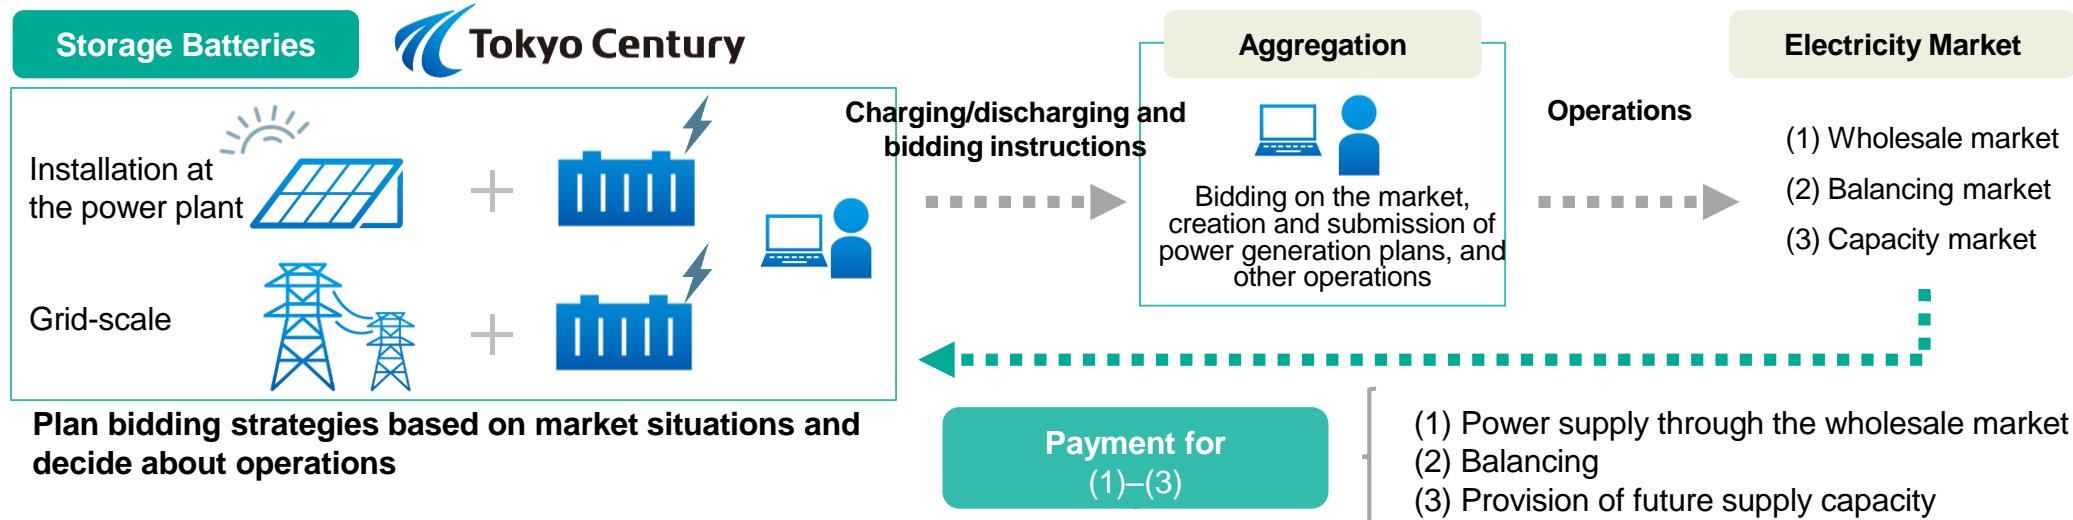 Storage Batteries
Tokyo Century
Aggregation
Electricity Market
Installation at
the power plant
Grid-scale
Charging/discharging and
bidding instructions
Bidding on the market,
creation and submission of
power generation plans, and
other operations
Operations
(1) Wholesale market
(2) Balancing market
(3) Capacity market
Plan bidding strategies based on market situations and
decide about operations
Payment for
(1)–(3)
(1) Power supply through the wholesale market
(2) Balancing
(3) Provision of future supply capacity